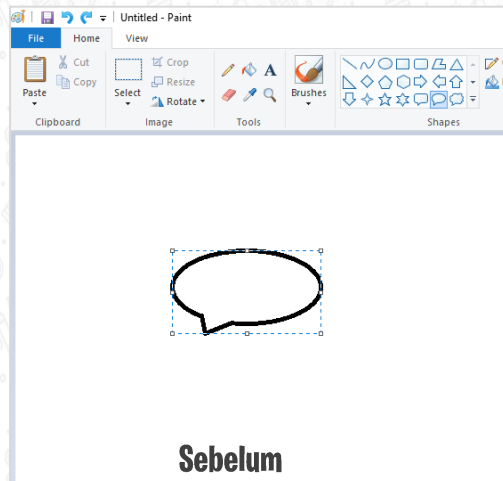 Untitled - Paint
File Home View
Paste
Cut
Copy
Clipboard
Select
Crop
Resize
Rotate
Image
A
Tools
Brushes
Shapes
Sebelum